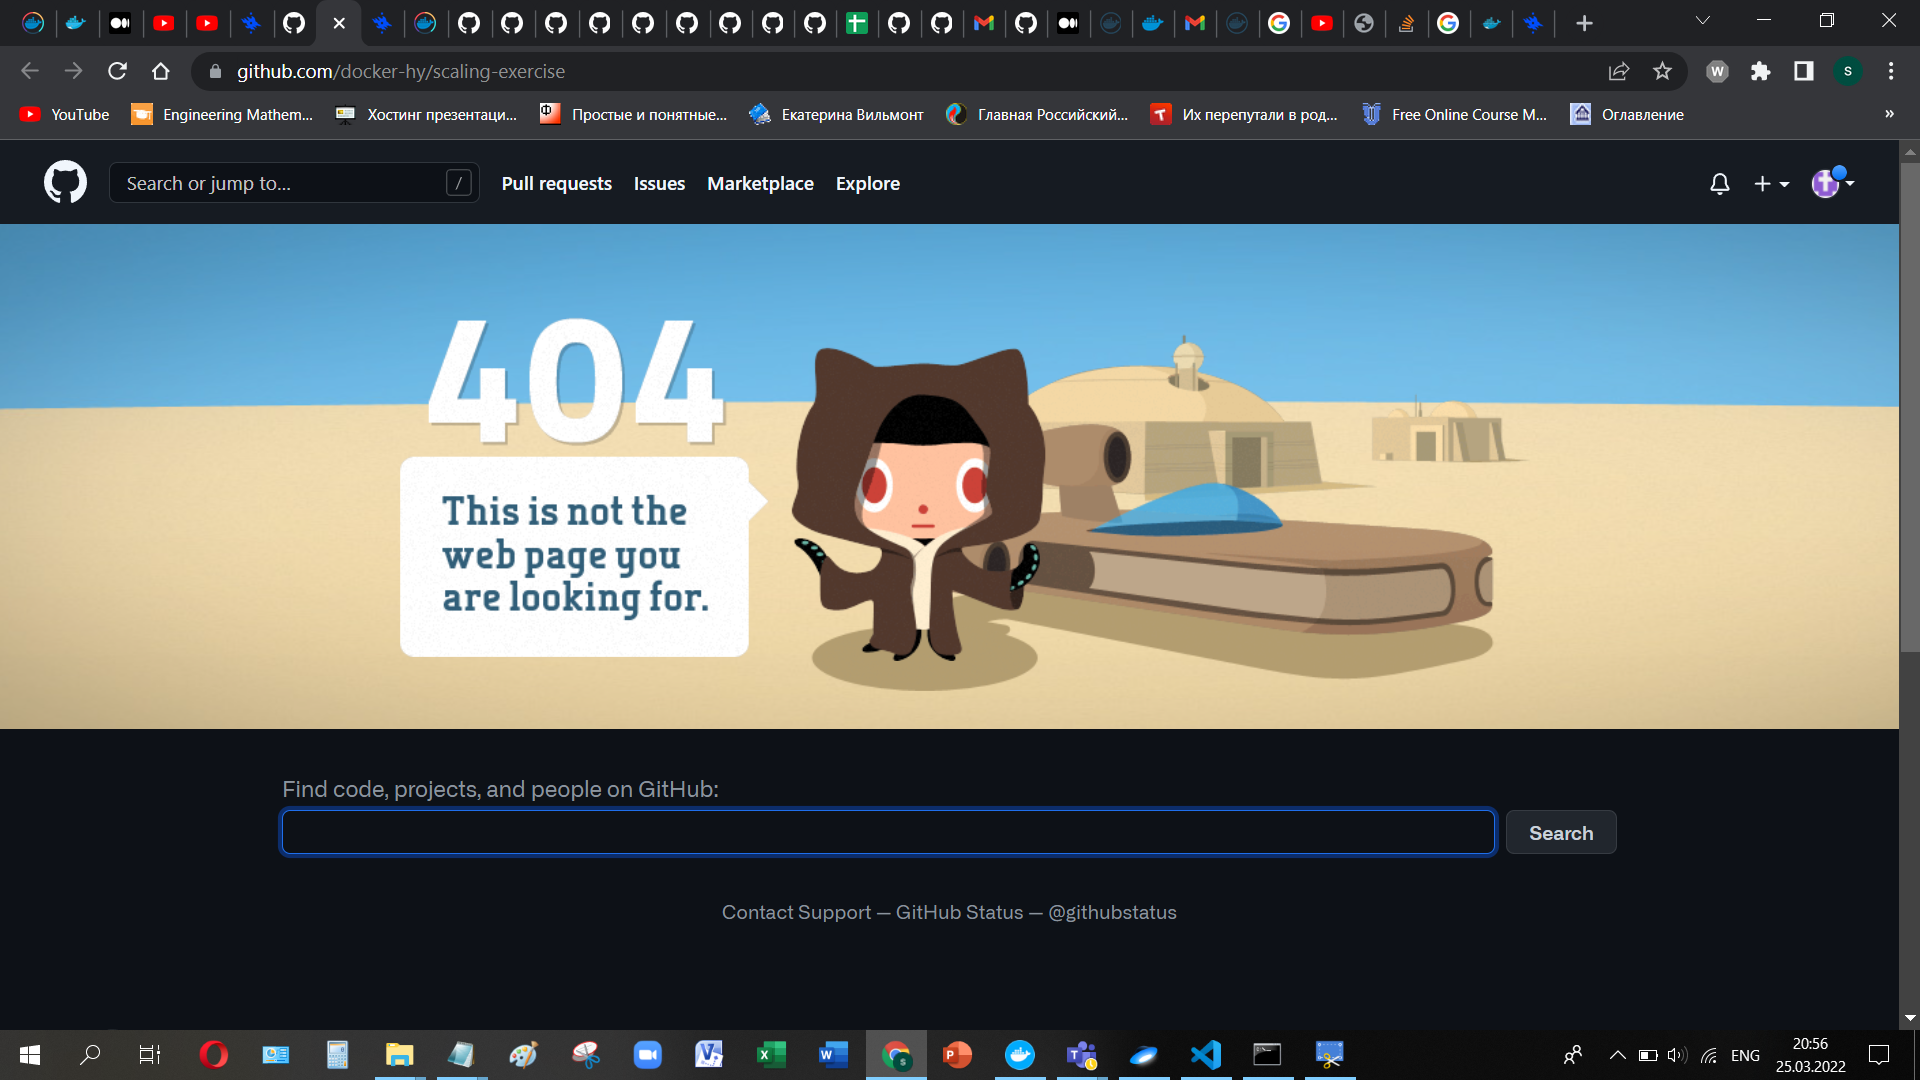 github.com/docker-hy/scaling-exercise
W
S
YouTube
Engineering Mathem...
Хостинг презентаци...
Простые и понятные...
Екатерина Вильмонт
Главная Российский...
Их перепутали в род...
Free Online Course M...
Оглавление
»
Search or jump to...
/
Pull requests
Issues
Marketplace
Explore
404
This is not the
web page you
are looking for.
Find code, projects, and people on GitHub:
Search
Contact Support — GitHub Status — @githubstatus
ENG
20:56
25.03.2022